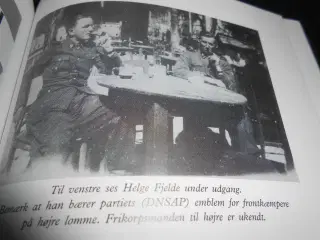 Til venstre ses Helge Fjelde under udgang.
Bemærk at han bærer partiets (DNSAP) emblem for frontkæmpere
på højre lomme. Frikorpsmanden til højre er ukendt.